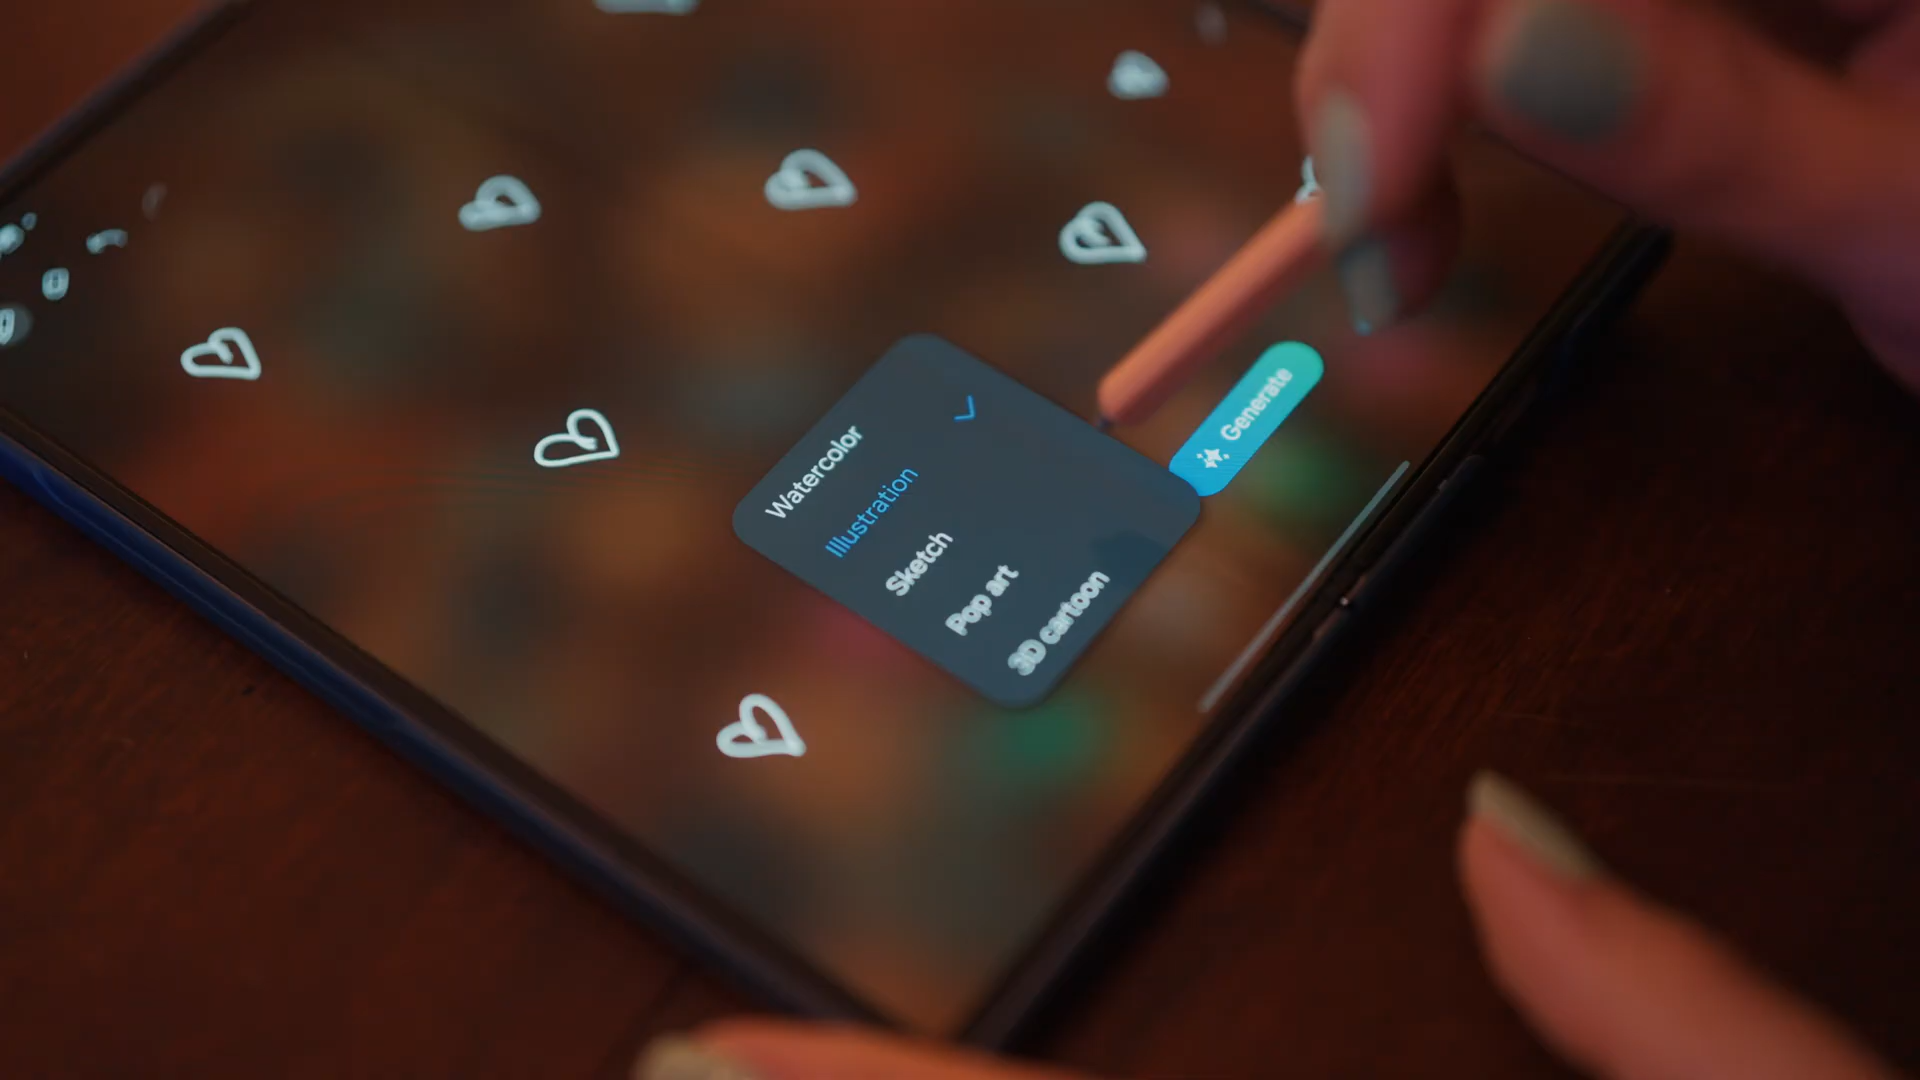 Watercolor
Illustration
Sketch
Pop art
3D cartoon
Generate